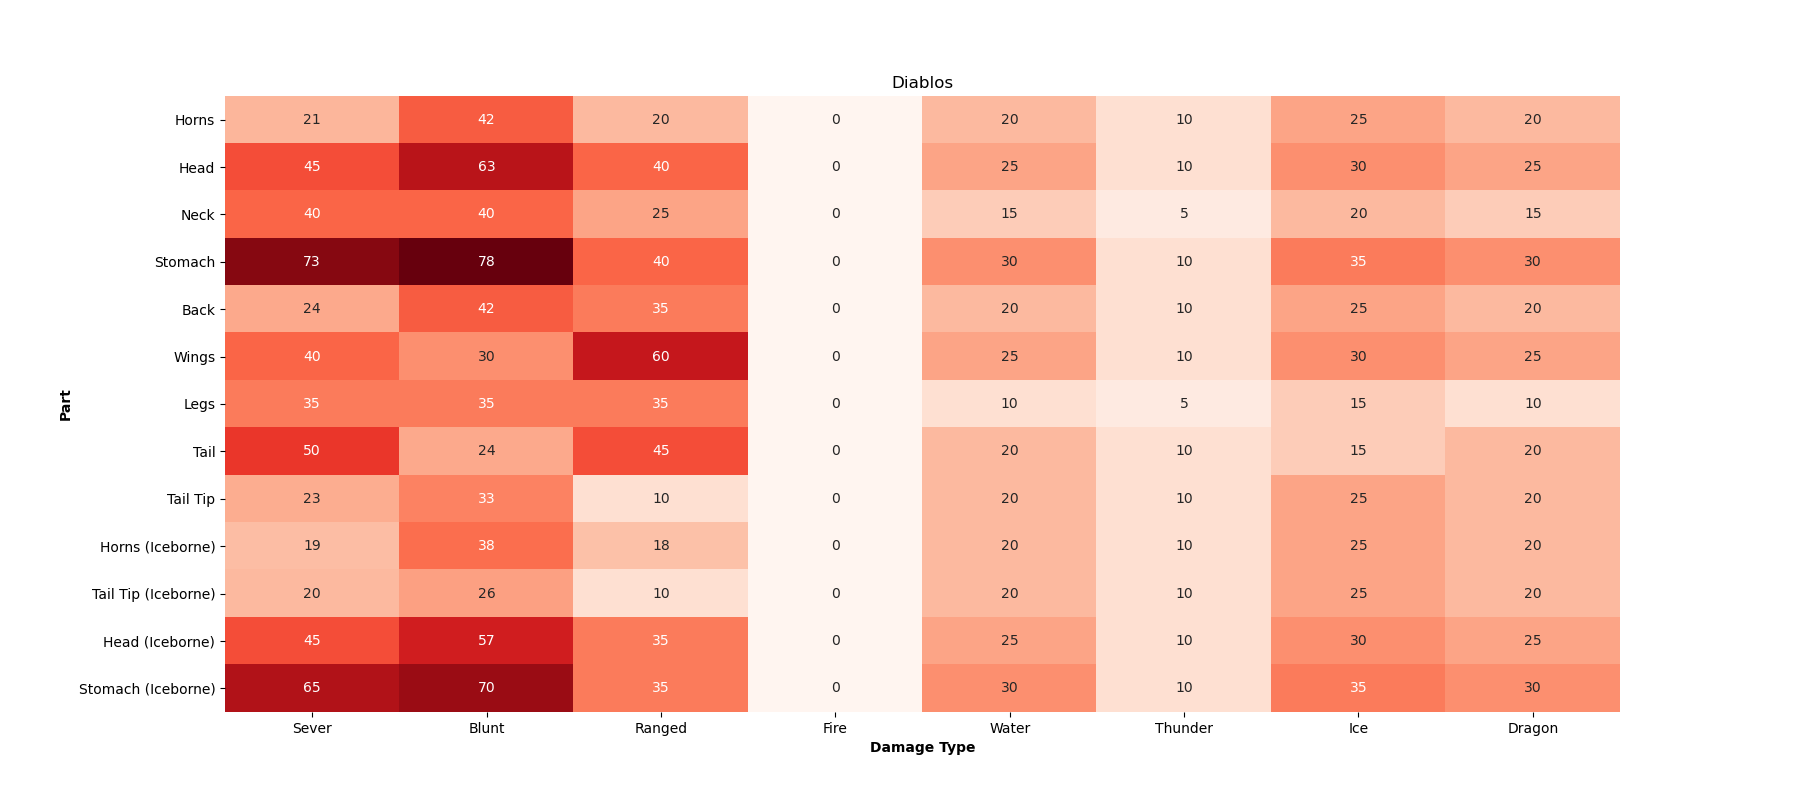 Diablos
Part
Horns 21 42 20 0 20 10 25 20
Head 45 63 40 0 25 10 30 25
Neck 40 40 25 0 15 5 20 15
Stomach 73 78 40 0 30 10 35 30
Back 24 42 35 0 20 10 25 20
Wings 40 30 60 0 25 10 30 25
Legs 35 35 35 0 10 5 15 10
Tail 50 24 45 0 20 10 15 20
Tail Tip 23 33 10 0 20 10 25 20
Horns (Iceborne) 19 38 18 0 20 10 25 20
Tail Tip (Iceborne) 20 26 10 0 20 10 25 20
Head (Iceborne) 45 57 35 0 25 10 30 25
Stomach (Iceborne) 65 70 35 0 30 10 35 30
Sever Blunt Ranged Fire Water Thunder Ice Dragon
Damage Type